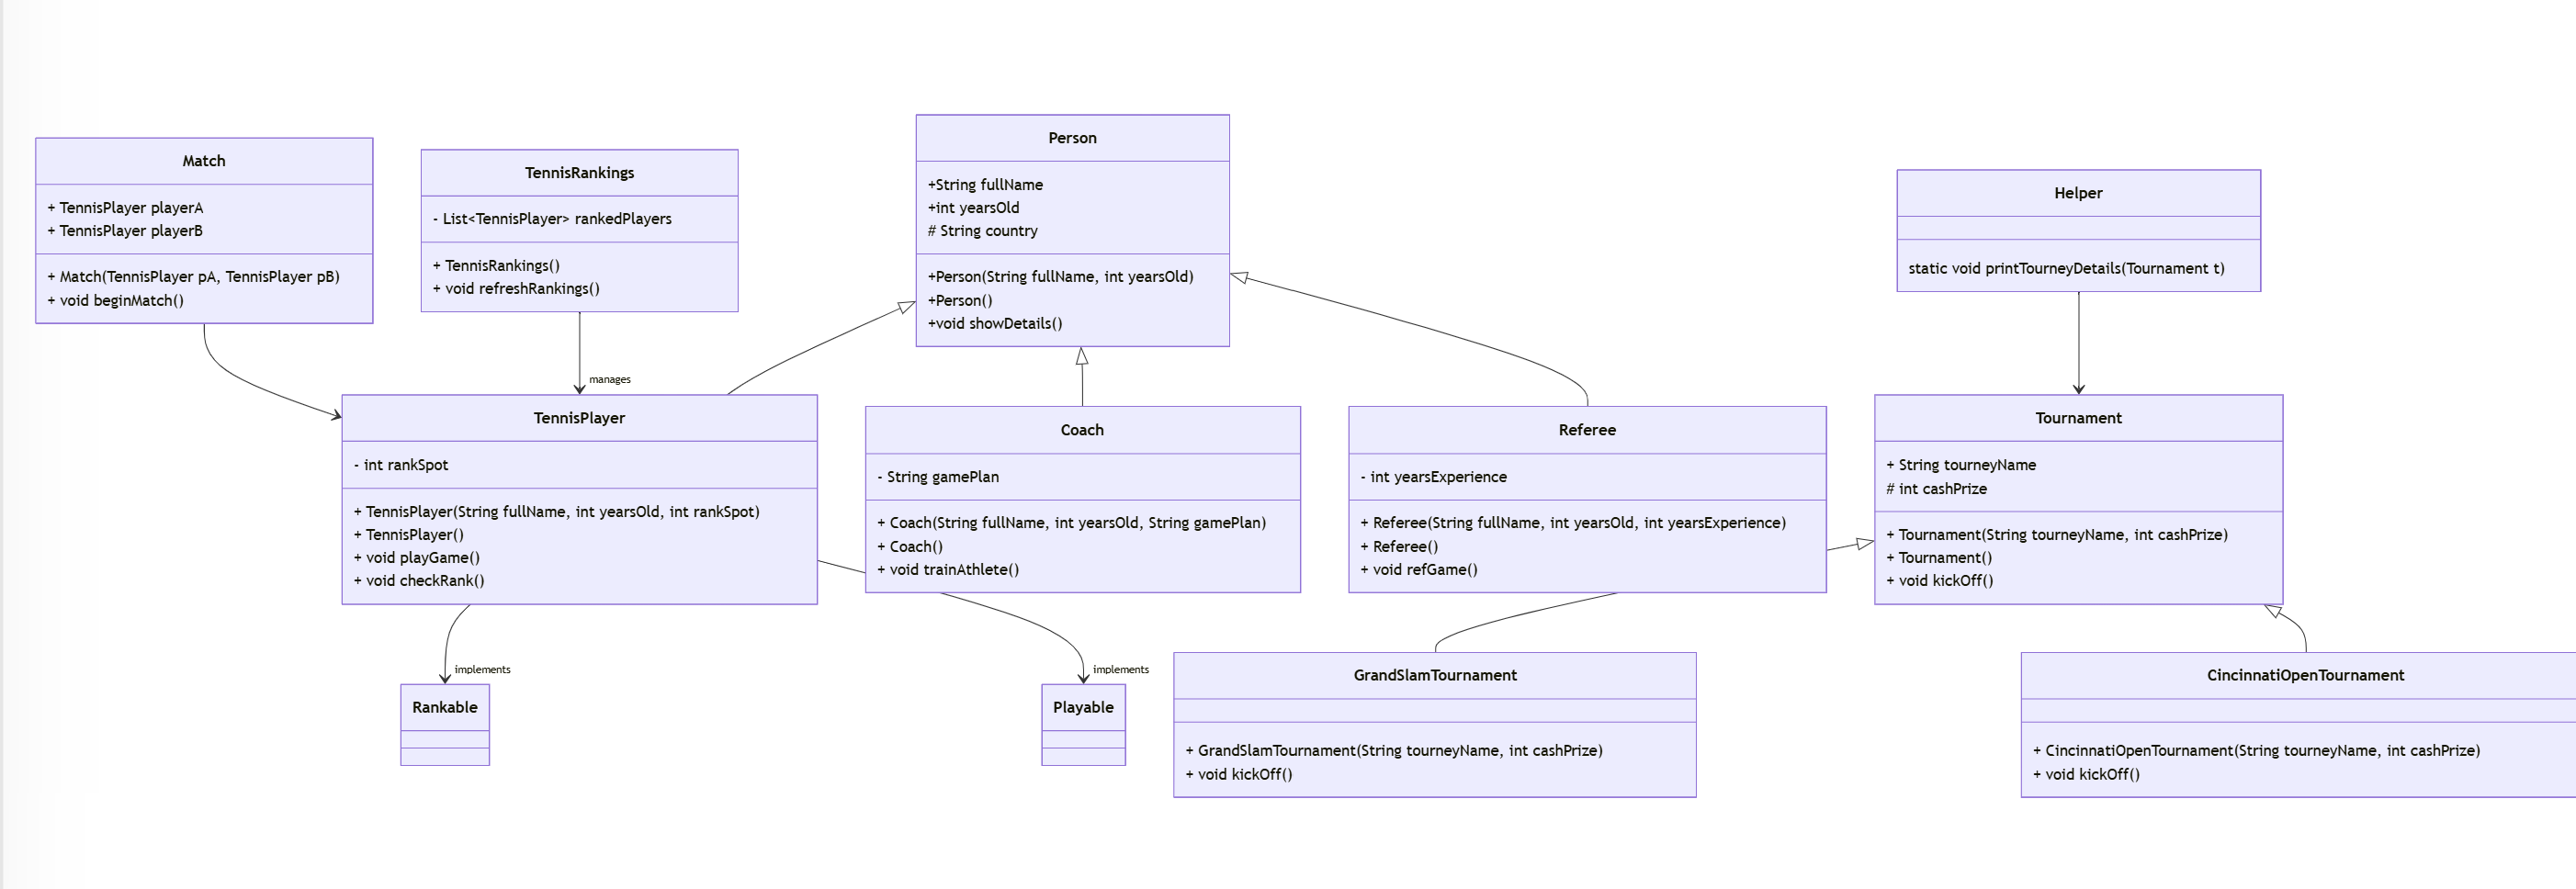 Match
+ TennisPlayer playerA
+ TennisPlayer playerB
+ Match(TennisPlayer pA, TennisPlayer pB)
+ void beginMatch()
TennisRankings
- List<TennisPlayer> rankedPlayers
+ TennisRankings()
+ void refreshRankings()
Person
+String fullName
+int yearsOld
# String country
+Person(String fullName, int yearsOld)
+Person()
+void showDetails()
Helper
static void printTourneyDetails(Tournament t)
manages
TennisPlayer
- int rankSpot
+ TennisPlayer(String fullName, int yearsOld, int rankSpot)
+ TennisPlayer()
+ void playGame()
+ void checkRank()
Coach
- String gamePlan
+ Coach(String fullName, int yearsOld, String gamePlan)
+ Coach()
+ void trainAthlete()
Referee
- int yearsExperience
+ Referee(String fullName, int yearsOld, int yearsExperience)
+ Referee()
+ void refGame()
Tournament
+ String tourneyName
# int cashPrize
+ Tournament(String tourneyName, int cashPrize)
+ Tournament()
+ void kickOff()
implements
implements
Rankable
Playable
GrandSlamTournament
+ GrandSlamTournament(String tourneyName, int cashPrize)
+ void kickOff()
CincinnatiOpenTournament
+ CincinnatiOpenTournament(String tourneyName, int cashPrize)
+ void kickOff()